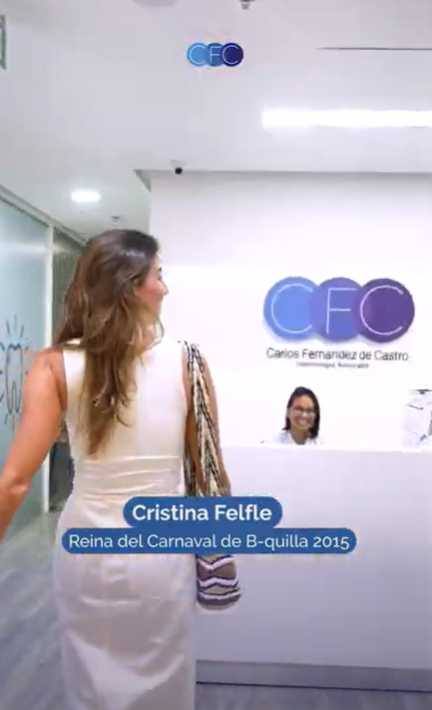 CFC
CFC
Carlos Fernandez de Castro
Cristina Felfle
Reina del Carnaval de B-quilla 2015